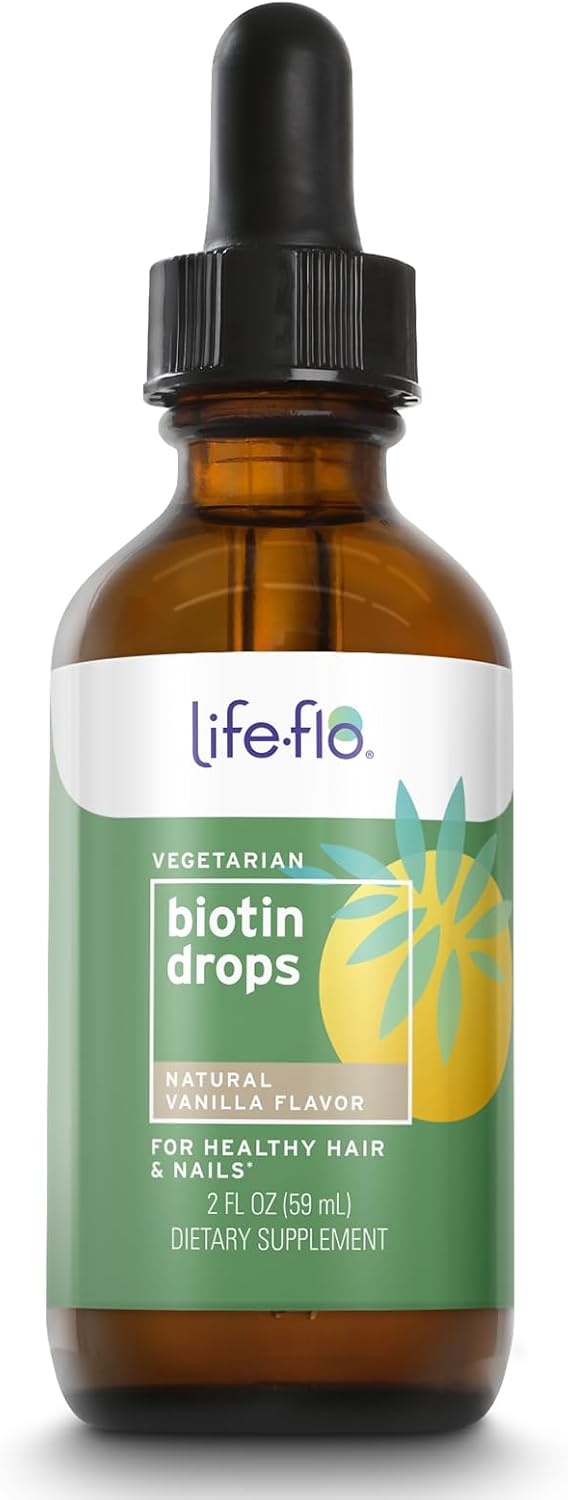 life·flo®
VEGETARIAN
biotin
drops
NATURAL
VANILLA FLAVOR
FOR HEALTHY HAIR
& NAILS*
2 FL OZ (59 mL)
DIETARY SUPPLEMENT